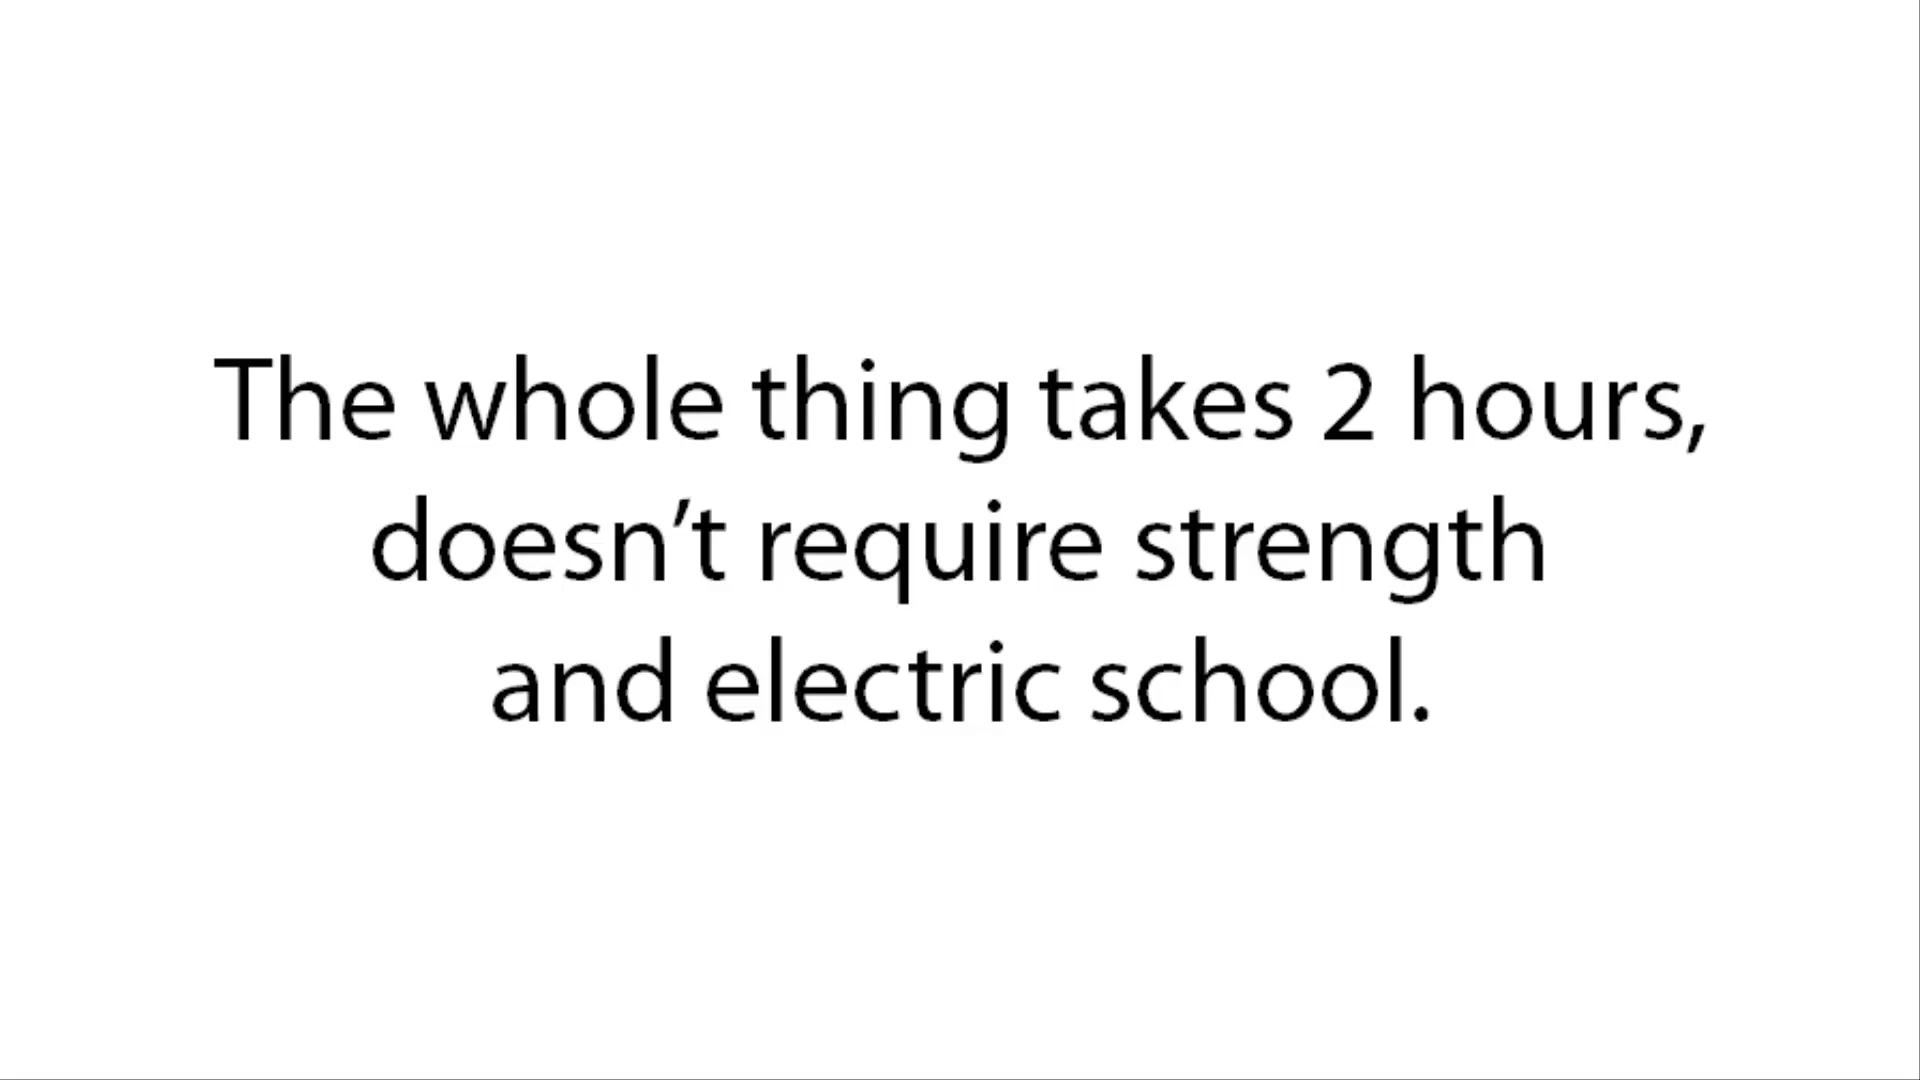 The whole thing takes 2 hours,
doesn’t require strength
and electric school.